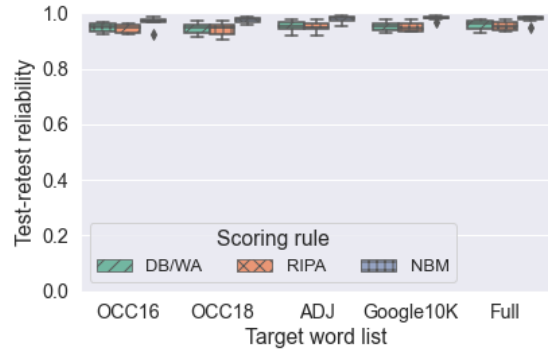 Test-retest reliability
1.0
0.8
0.6
0.4
0.2
0.0
Scoring rule
DB/WA RIPA NBM
OCC16 OCC18 ADJ Google10K Full
Target word list